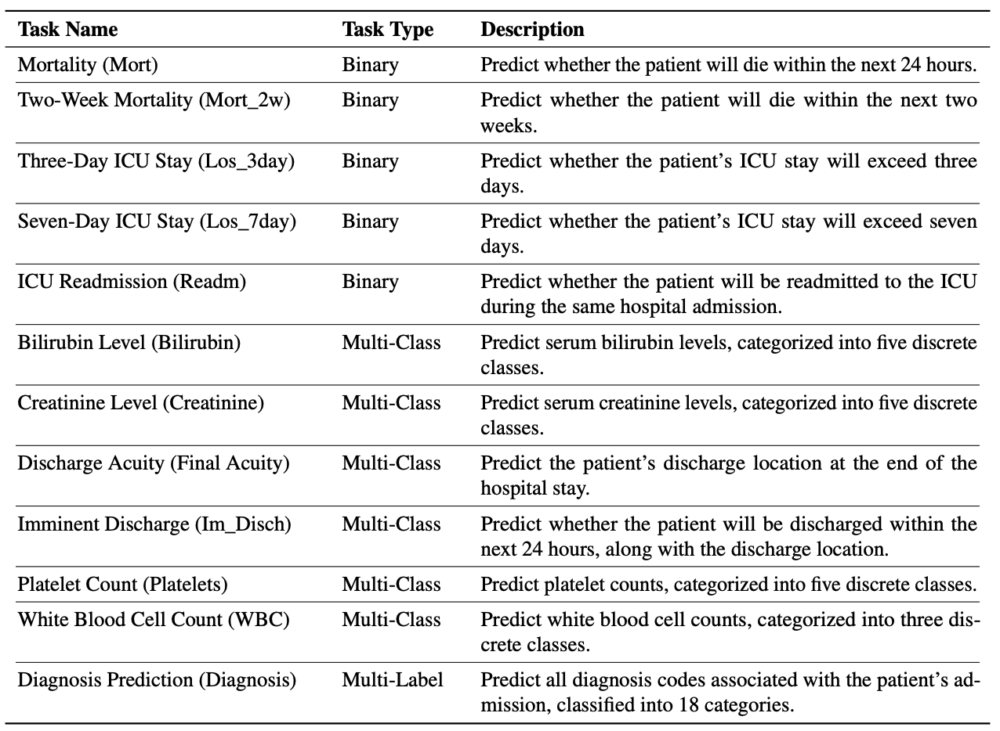 Task Name Task Type Description
Mortality (Mort) Binary Predict whether the patient will die within the next 24 hours.
Two-Week Mortality (Mort_2w) Binary Predict whether the patient will die within the next two
weeks.
Three-Day ICU Stay (Los_3day) Binary Predict whether the patient’s ICU stay will exceed three
days.
Seven-Day ICU Stay (Los_7day) Binary Predict whether the patient’s ICU stay will exceed seven
days.
ICU Readmission (Readm) Binary Predict whether the patient will be readmitted to the ICU
during the same hospital admission.
Bilirubin Level (Bilirubin) Multi-Class Predict serum bilirubin levels, categorized into five discrete
classes.
Creatinine Level (Creatinine) Multi-Class Predict serum creatinine levels, categorized into five discrete
classes.
Discharge Acuity (Final Acuity) Multi-Class Predict the patient’s discharge location at the end of the
hospital stay.
Imminent Discharge (Im_Disch) Multi-Class Predict whether the patient will be discharged within the
next 24 hours, along with the discharge location.
Platelet Count (Platelets) Multi-Class Predict platelet counts, categorized into five discrete classes.
White Blood Cell Count (WBC) Multi-Class Predict white blood cell counts, categorized into three dis-
crete classes.
Diagnosis Prediction (Diagnosis) Multi-Label Predict all diagnosis codes associated with the patient’s ad-
mission, classified into 18 categories.